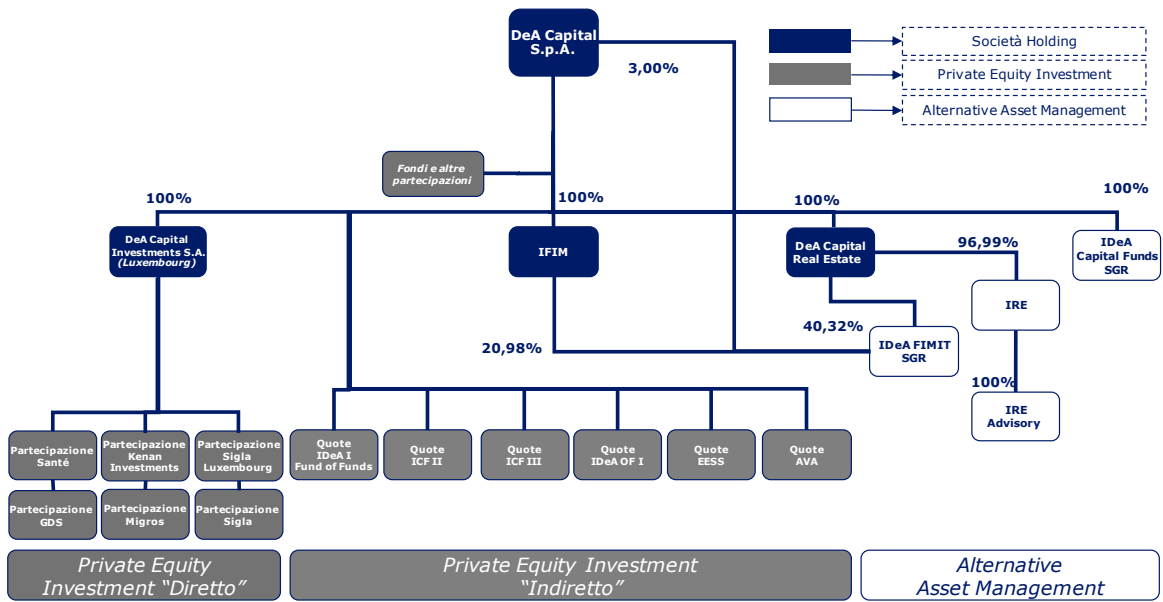 DeA Capital
S.p.A.
3,00%
Società Holding
Private Equity Investment
Alternative Asset Management
Fondi e altre
partecipazioni
100%
100%
100%
100%
DeA Capital
Investments S.A.
(Luxembourg)
IFIM
DeA Capital
Real Estate
96,99%
IDeA
Capital Funds
SGR
IRE
40,32%
20,98%
IDeA FIMIT
SGR
100%
IRE
Advisory
Partecipazione
Santé
Partecipazione
Kenan
Investments
Partecipazione
Sigla
Luxembourg
Quote
IDeA I
Fund of Funds
Quote
ICF II
Quote
ICF III
Quote
IDeA OF I
Quote
EESS
Quote
AVA
Partecipazione
GDS
Partecipazione
Migros
Partecipazione
Sigla
Private Equity
Investment “Diretto”
Private Equity Investment
“Indiretto”
Alternative
Asset Management